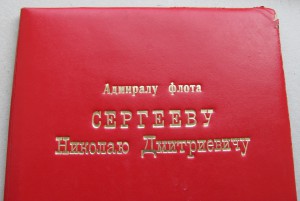 Адмиралу флота
СЕРГЕЕВУ
Николаю Дмитриевичу